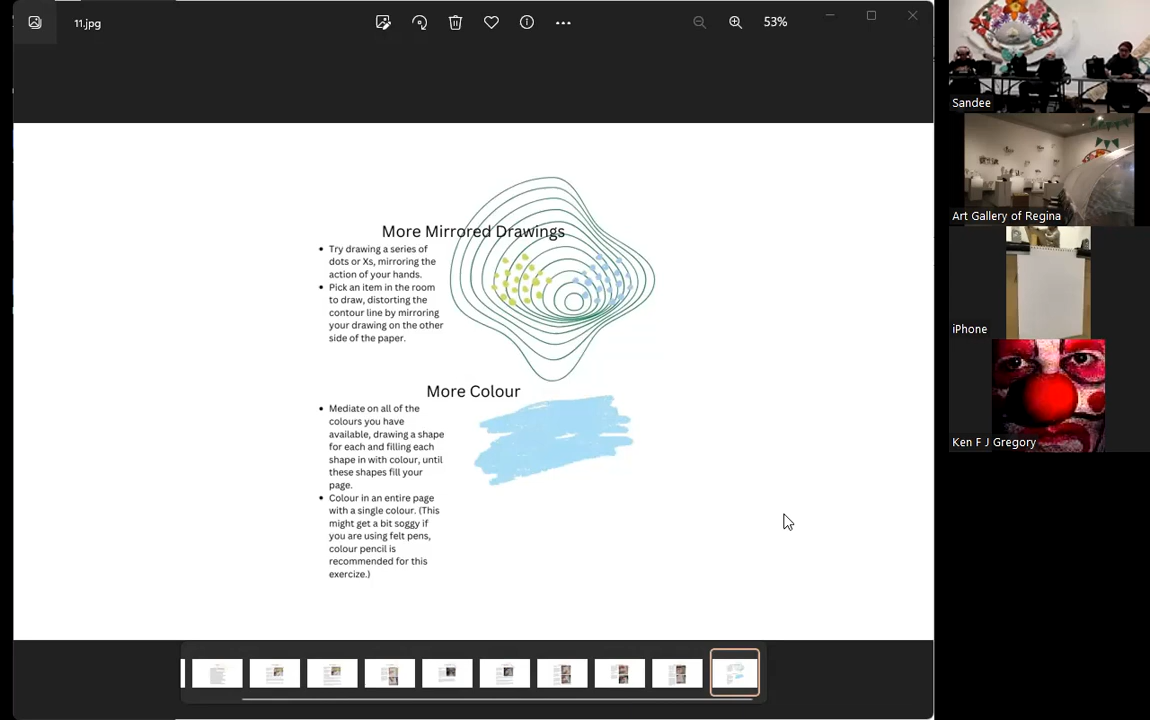 11.jpg
53%
More Mirrored Drawings
Try drawing a series of
dots or Xs, mirroring the
action of your hands.
Pick an item in the room
to draw, distorting the
contour line by mirroring
your drawing on the other
side of the paper.
More Colour
Mediate on all of the
colours you have
available, drawing a shape
for each and filling each
shape in with colour, until
these shapes fill your
page.
Colour in an entire page
with a single colour. (This
might get a bit soggy if
you are using felt pens,
colour pencil is
recommended for this
exercize.)
Sandee
Art Gallery of Regina
iPhone
Ken F J Gregory